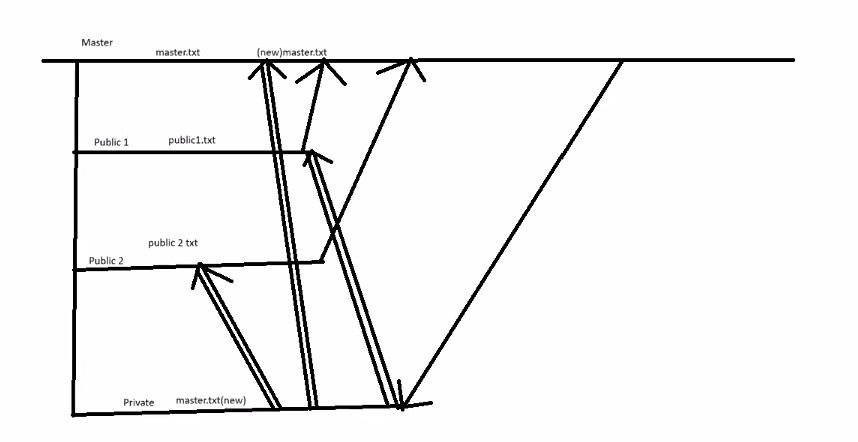 Master
master.txt
(new)master.txt
Public 1
public1.txt
public 2 txt
Public 2
Private
master.txt(new)